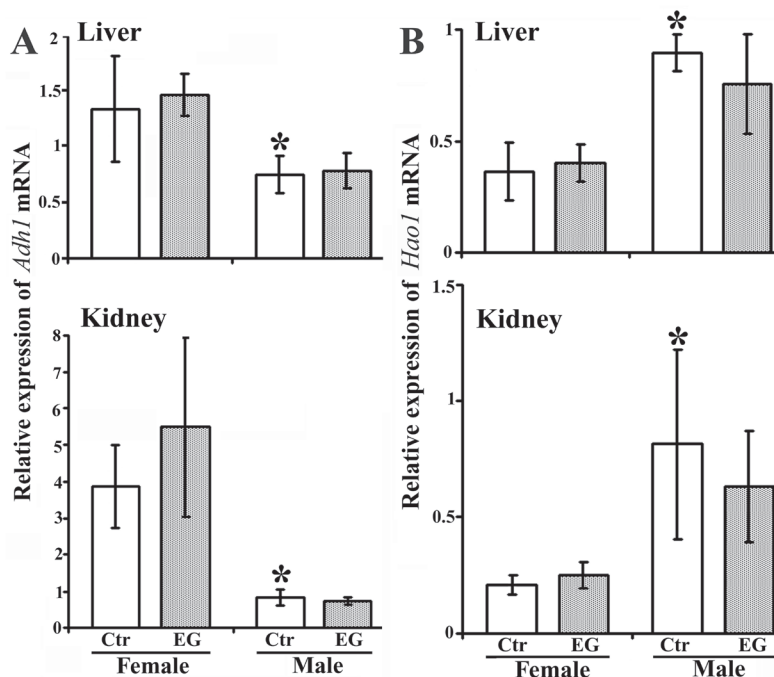 A
Liver
Relative expression of Adh1 mRNA
2
1.5
1
0.5
0
*
Kidney
8
7
6
5
4
3
2
1
0
*
Ctr EG Ctr EG
Female Male
B
Liver
Relative expression of Hao1 mRNA
1
0.5
0
*
Kidney
1.5
1
0.5
0
*
Ctr EG Ctr EG
Female Male